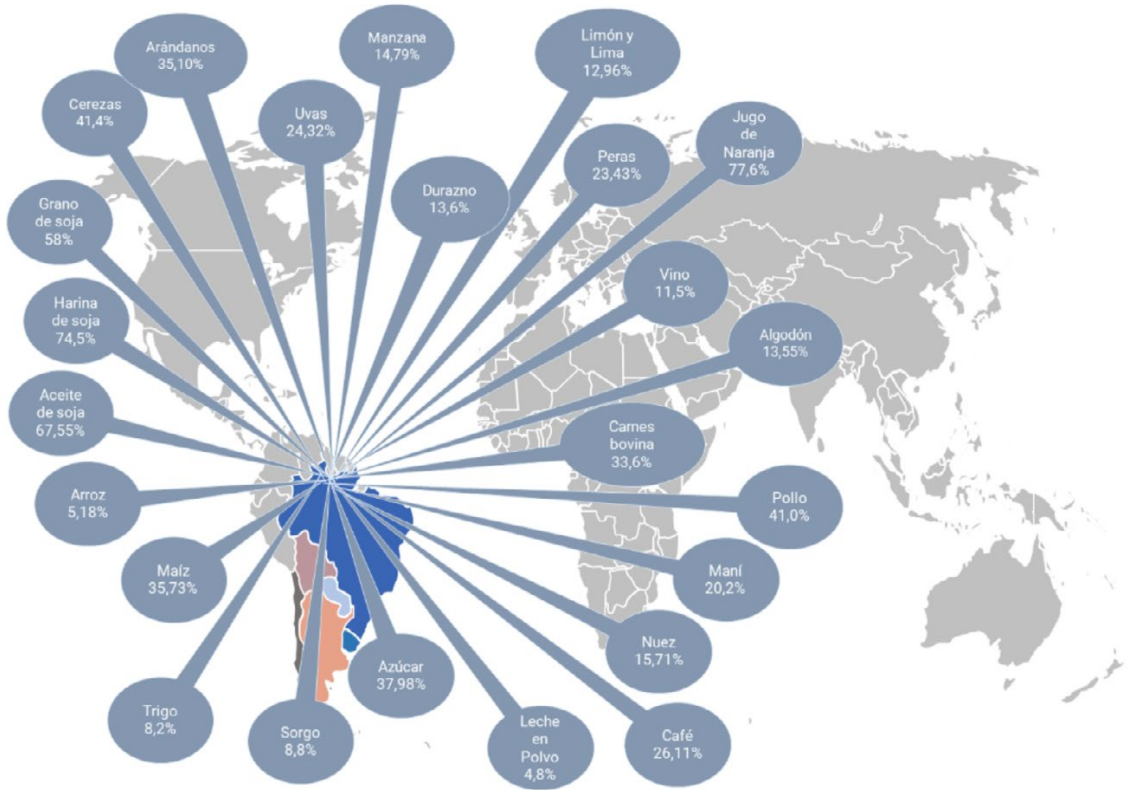 Manzana
14,79%
Limón y
Lima
12,96%
Arándanos
35,10%
Cerezas
41,4%
Uvas
24,32%
Jugo
de
Naranja
77,6%
Peras
23,43%
Durazno
13,6%
Grano
de soja
58%
Vino
11,5%
Harina
de soja
74,5%
Algodón
13,55%
Aceite
de soja
67,55%
Carnes
bovina
33,6%
Arroz
5,18%
Pollo
41,0%
Maíz
35,73%
Maní
20,2%
Nuez
15,71%
Azúcar
37,98%
Trigo
8,2%
Sorgo
8,8%
Leche
en
Polvo
4,8%
Café
26,11%